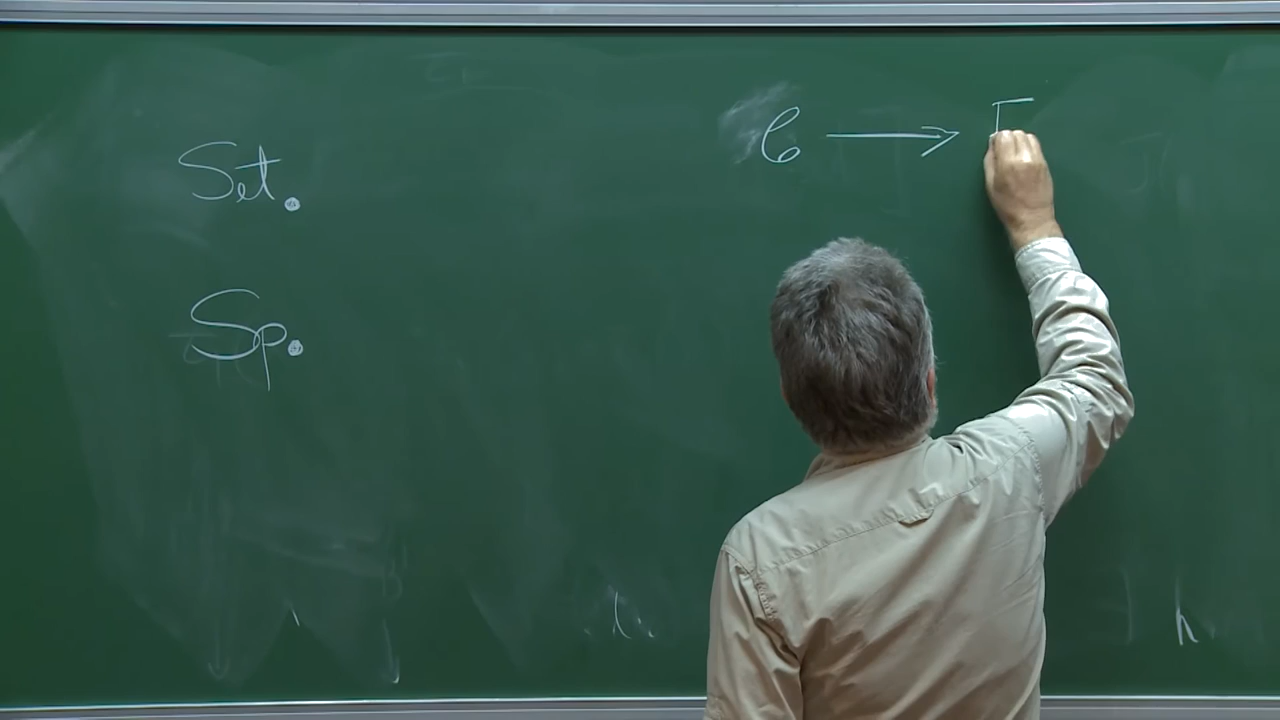 𝒞 ⟶
Set.
Sp.